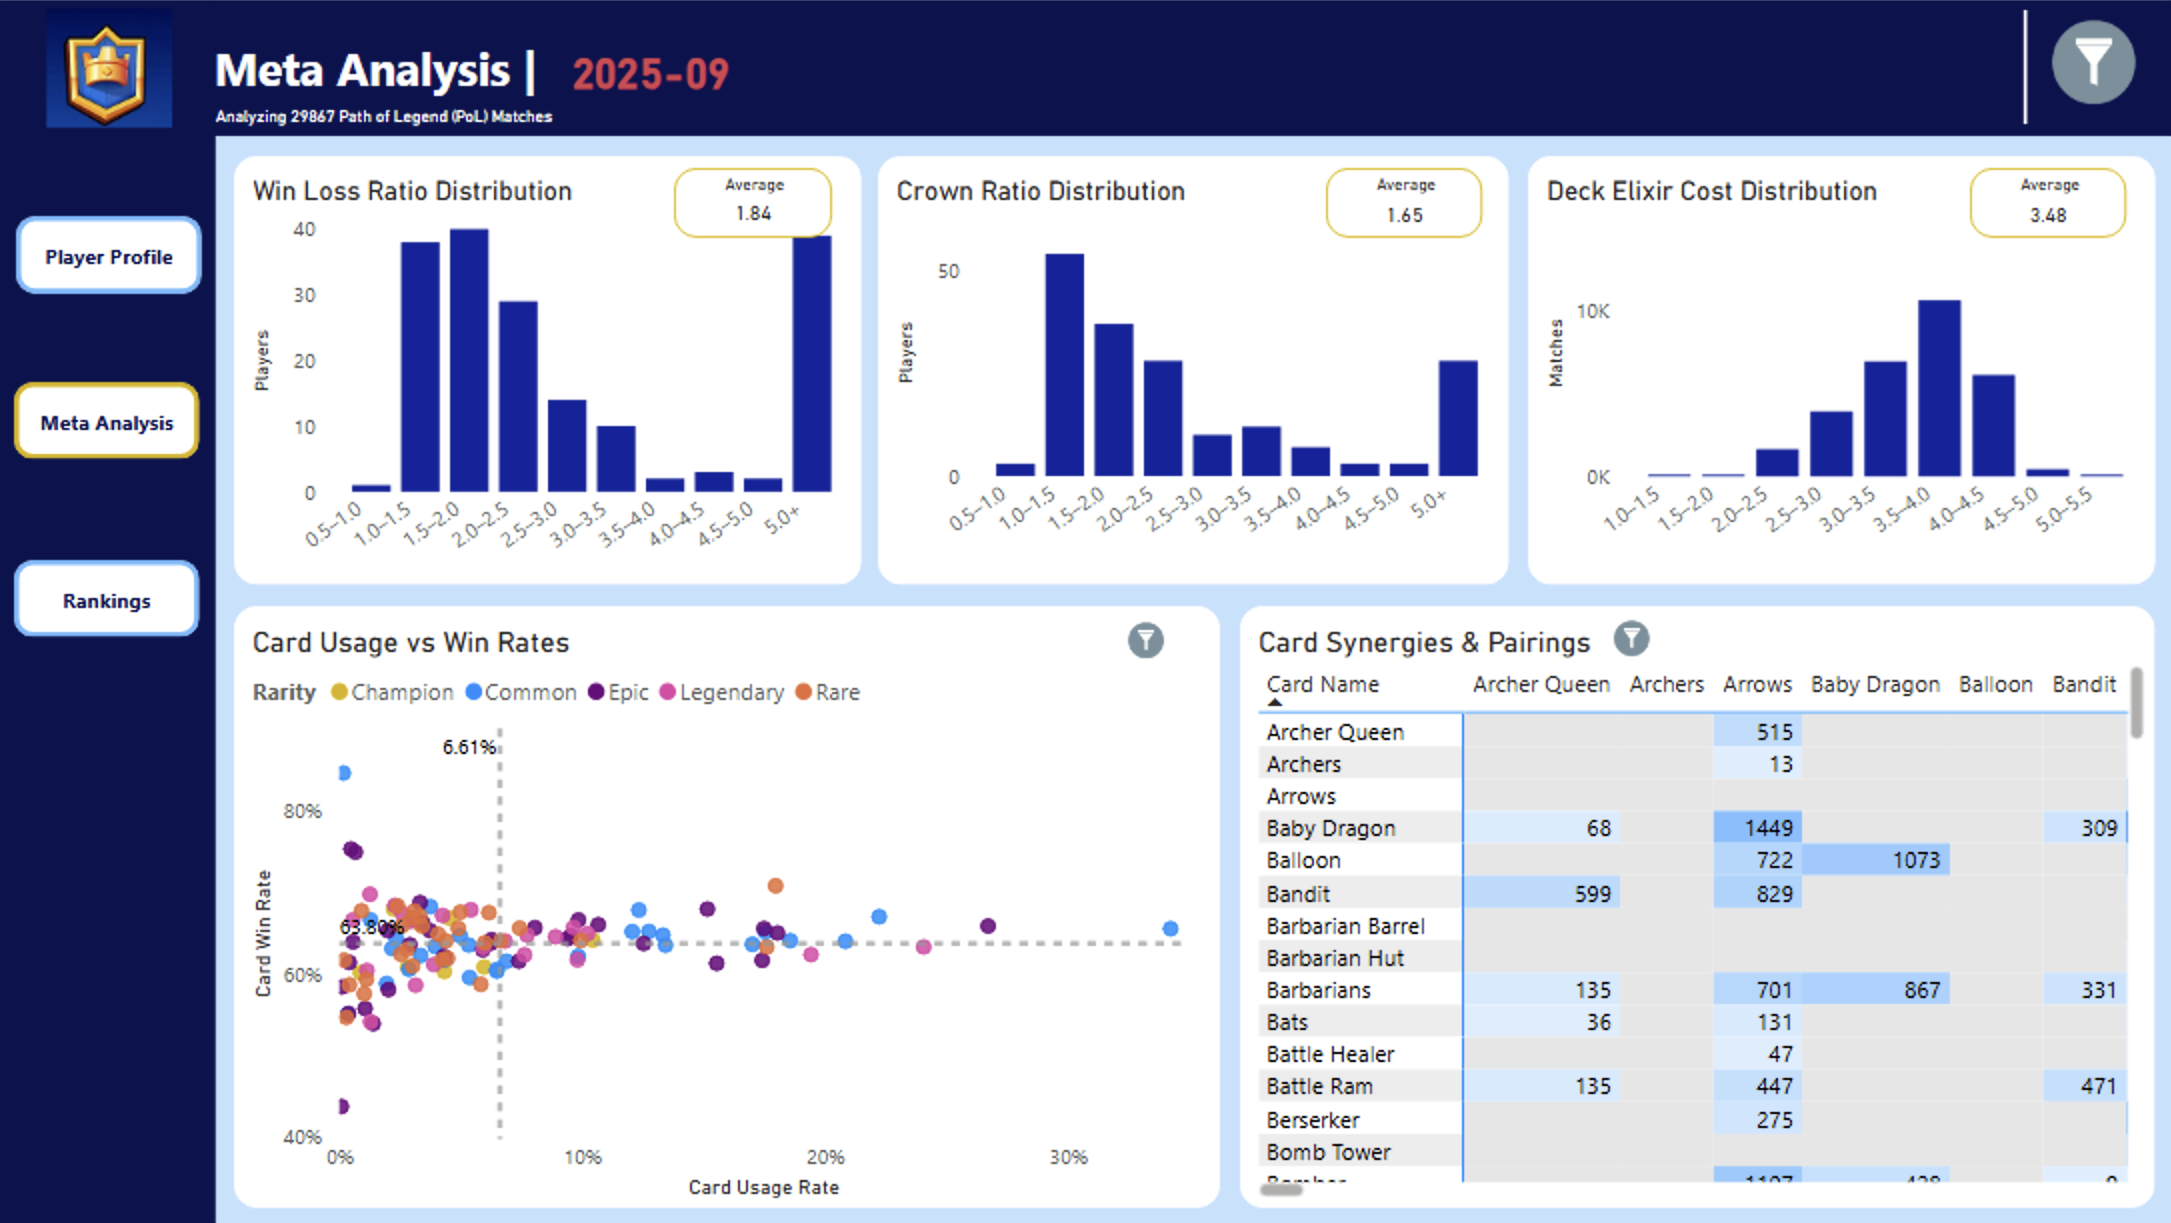 Meta Analysis | 2025-09
Analyzing 29867 Path of Legend (PoL) Matches
Player Profile
Meta Analysis
Rankings
Win Loss Ratio Distribution
Average
1.84
40
30
20
10
0
Players
0.5–1.0 1.0–1.5 1.5–2.0 2.0–2.5 2.5–3.0 3.0–3.5 3.5–4.0 4.0–4.5 4.5–5.0 5.0+
Crown Ratio Distribution
Average
1.65
50
0
Players
0.5–1.0 1.0–1.5 1.5–2.0 2.0–2.5 2.5–3.0 3.0–3.5 3.5–4.0 4.0–4.5 4.5–5.0 5.0+
Deck Elixir Cost Distribution
Average
3.48
10K
0K
Matches
1.0–1.5 1.5–2.0 2.0–2.5 2.5–3.0 3.0–3.5 3.5–4.0 4.0–4.5 4.5–5.0 5.0–5.5
Card Usage vs Win Rates
Rarity Champion Common Epic Legendary Rare
6.61%
80%
63.80%
60%
40%
Card Win Rate
0% 10% 20% 30%
Card Usage Rate
Card Synergies & Pairings
Card Name Archer Queen Archers Arrows Baby Dragon Balloon Bandit
Archer Queen 515
Archers 13
Arrows
Baby Dragon 68 1449 309
Balloon 722 1073
Bandit 599 829
Barbarian Barrel
Barbarian Hut
Barbarians 135 701 867 331
Bats 36 131
Battle Healer 47
Battle Ram 135 447 471
Berserker 275
Bomb Tower